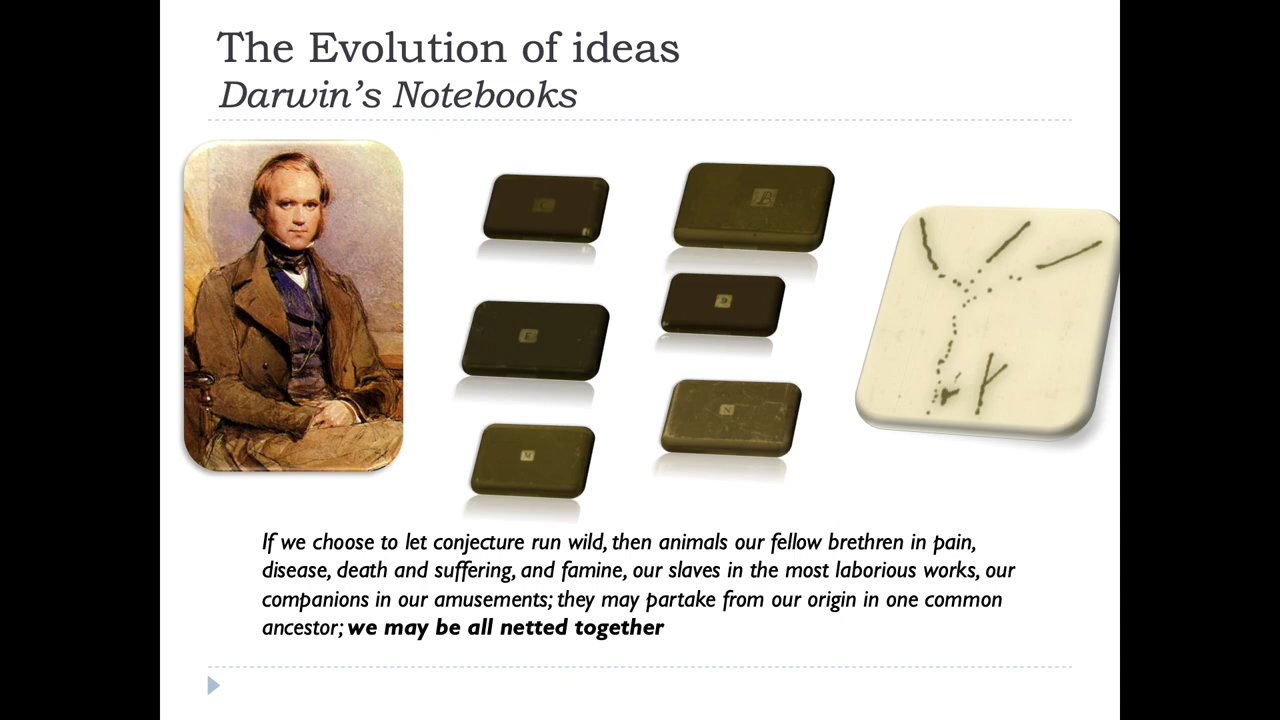 The Evolution of ideas
Darwin's Notebooks
C
B
E
D
N
M
If we choose to let conjecture run wild, then animals our fellow brethren in pain,
disease, death and suffering, and famine, our slaves in the most laborious works, our
companions in our amusements; they may partake from our origin in one common
ancestor; we may be all netted together